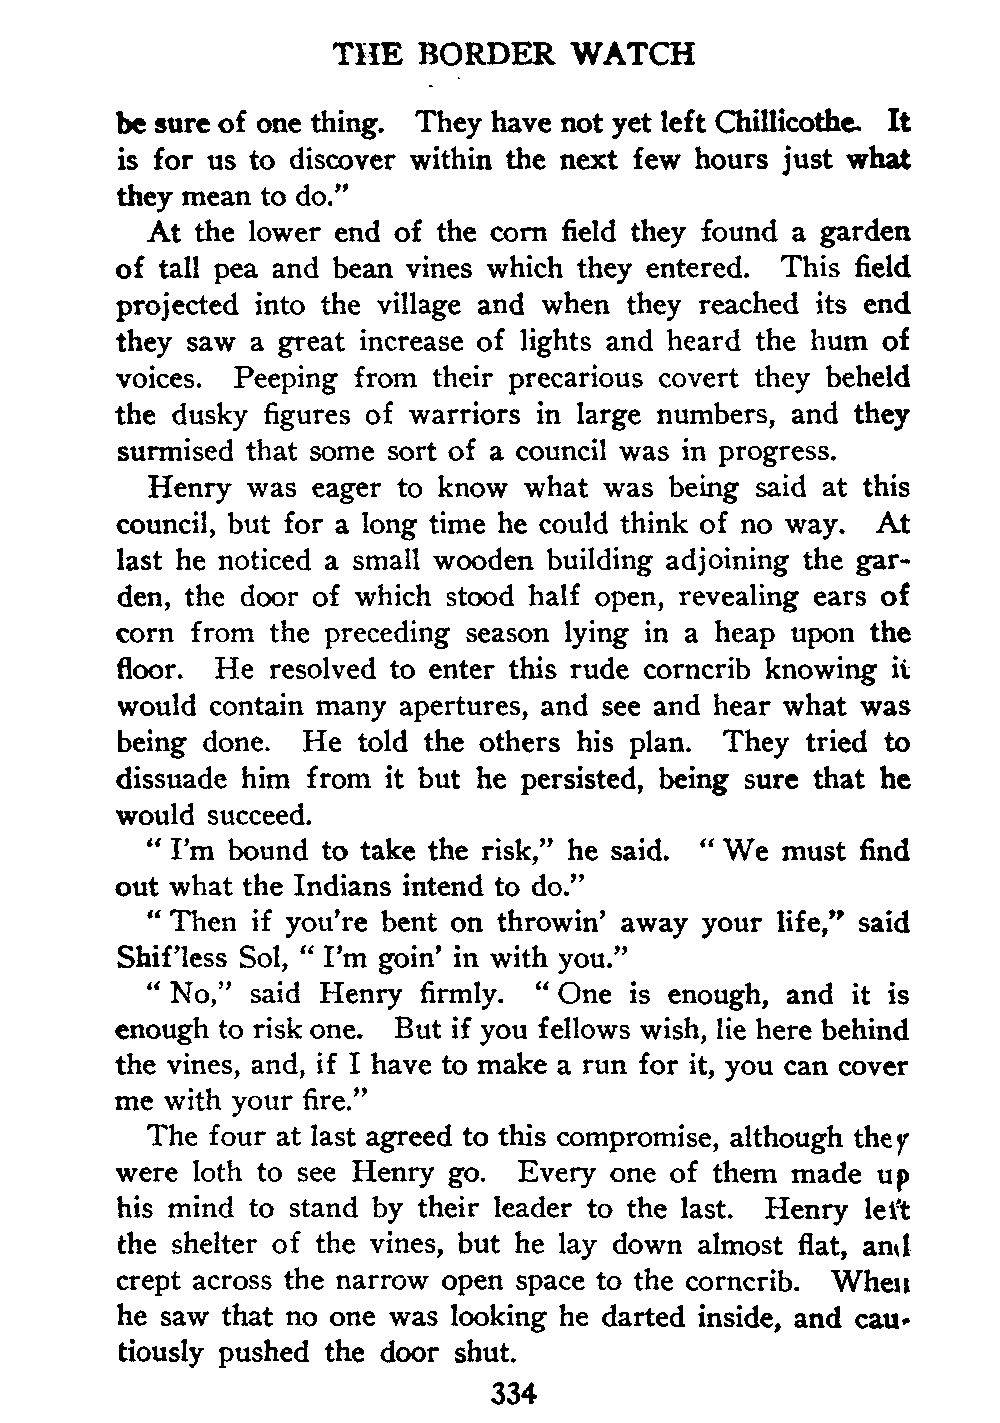 THE BORDER WATCH
be sure of one thing. They have not yet left Chillicothe. It
is for us to discover within the next few hours just what
they mean to do.”
At the lower end of the corn field they found a garden
of tall pea and bean vines which they entered. This field
projected into the village and when they reached its end
they saw a great increase of lights and heard the hum of
voices. Peeping from their precarious covert they beheld
the dusky figures of warriors in large numbers, and they
surmised that some sort of a council was in progress.
Henry was eager to know what was being said at this
council, but for a long time he could think of no way. At
last he noticed a small wooden building adjoining the gar-
den, the door of which stood half open, revealing ears of
corn from the preceding season lying in a heap upon the
floor. He resolved to enter this rude corncrib knowing it
would contain many apertures, and see and hear what was
being done. He told the others his plan. They tried to
dissuade him from it but he persisted, being sure that he
would succeed.
“ I’m bound to take the risk,” he said. “ We must find
out what the Indians intend to do.”
“ Then if you're bent on throwin’ away your life,” said
Shif’less Sol, “ I’m goin’ in with you.”
“ No,” said Henry firmly. “ One is enough, and it is
enough to risk one. But if you fellows wish, lie here behind
the vines, and, if I have to make a run for it, you can cover
me with your fire.”
The four at last agreed to this compromise, although they
were loth to see Henry go. Every one of them made up
his mind to stand by their leader to the last. Henry left
the shelter of the vines, but he lay down almost flat, and
crept across the narrow open space to the corncrib. When
he saw that no one was looking he darted inside, and cau-
tiously pushed the door shut.
334